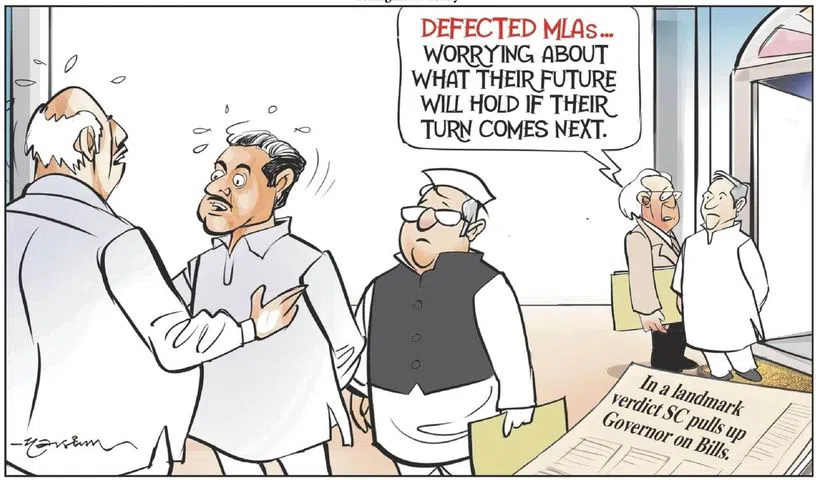 DEFECTED MLAs...
WORRYING ABOUT
WHAT THEIR FUTURE
WILL HOLD IF THEIR
TURN COMES NEXT.
In a landmark
verdict SC pulls up
Governor on Bills.